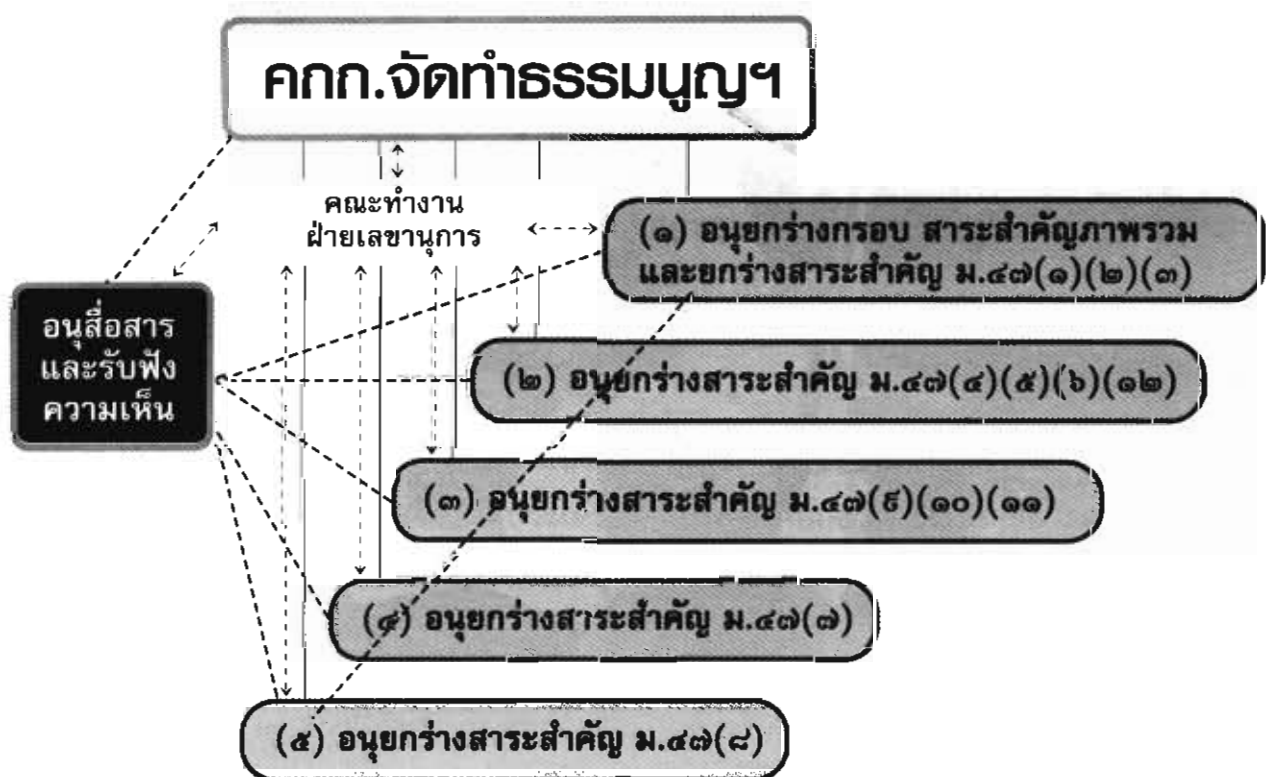 คกก.จัดทำธรรมนูญฯ
คณะทำงาน
ฝ่ายเลขานุการ
อนุสื่อสาร
และรับฟัง
ความเห็น
(๑) อนุยกร่างกรอบ สาระสำคัญภาพรวม
และยกร่างสาระสำคัญ ม.๔๗(๑)(๒)(๓)
(๒) อนุยกร่างสาระสำคัญ ม.๔๗(๔)(๕)(๖)(๑๒)
(๓) อนุยกร่างสาระสำคัญ ม.๔๗(๙)(๑๐)(๑๑)
(๔) อนุยกร่างสาระสำคัญ ม.๔๗(๗)
(๕) อนุยกร่างสาระสำคัญ ม.๔๗(๘)